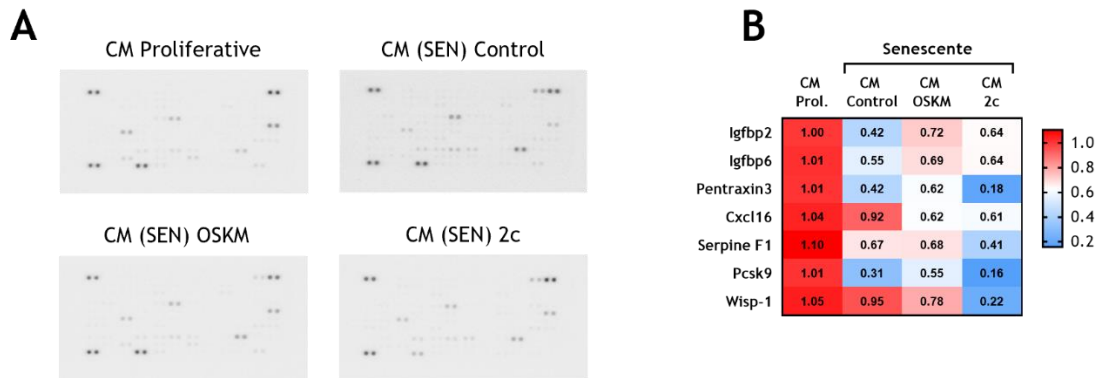 A
CM Proliferative
CM (SEN) Control
CM (SEN) OSKM
CM (SEN) 2c
B
Senescente
CM Prol.
CM Control
CM OSKM
CM 2c
Igfbp2 1.00 0.42 0.72 0.64
Igfbp6 1.01 0.55 0.69 0.64
Pentraxin3 1.01 0.42 0.62 0.18
Cxcl16 1.04 0.92 0.62 0.61
Serpine F1 1.10 0.67 0.68 0.41
Pcsk9 1.01 0.31 0.55 0.16
Wisp-1 1.05 0.95 0.78 0.22
1.0
0.8
0.6
0.4
0.2